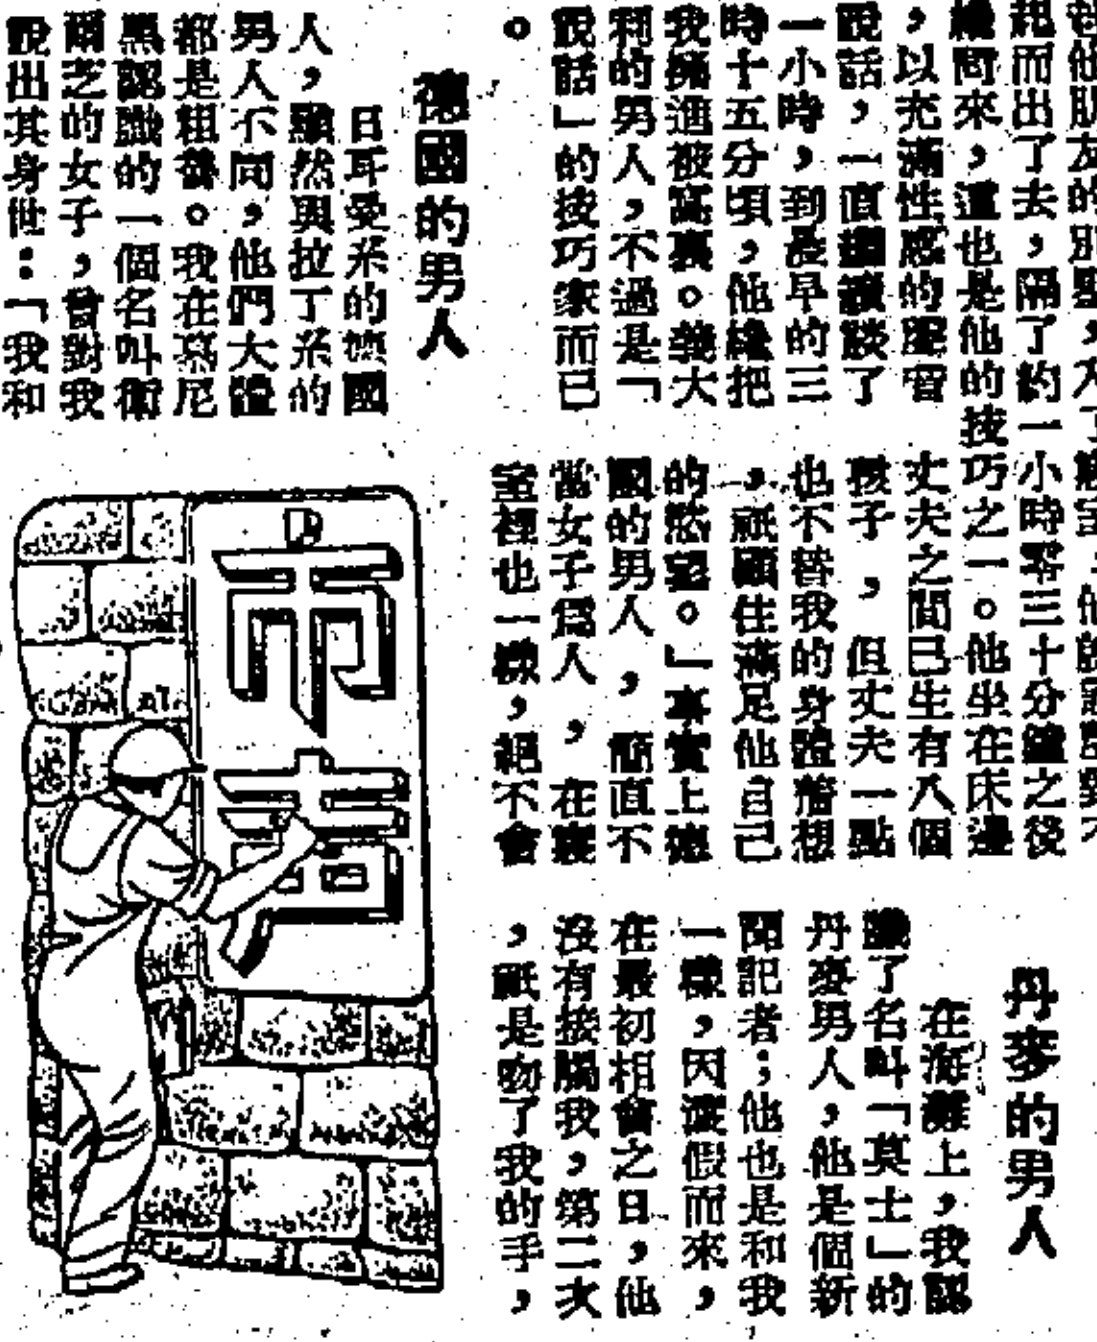 起而出了去，隔了約一小時零三十分鐘之後
纔間來，這也是他的技巧之一。他坐在床邊
，以充滿性感的聲音
說話，一直繼續談了
一小時，到最早的三
時十五分頃，他纔把
我擁進被窩裏。義大
利的男人，不過是「
說話」的技巧家而已
。
德國的男人
日耳曼系的德國
人，顯然與拉丁系的
男人不同，他們大體
都是粗魯。我在慕尼
黑認識的一個名叫衛
爾芝的女子，曾對我
說出其身世：「我和
丈夫之間已生有八個
孩子，但丈夫一點
也不替我的身體着想
，祇顧住滿足他自己
的慾望。」事實上德
國的男人，簡直不
當女子爲人，在寢
室裡也一樣，絕不會
丹麥的男人
在海灘上，我認
識了名叫「莫士」的
丹麥男人，他是個新
聞記者；他也是和我
一樣，因渡假而來，
在最初相會之日，他
沒有接觸我，第二次
，祇是吻了我的手，
市声